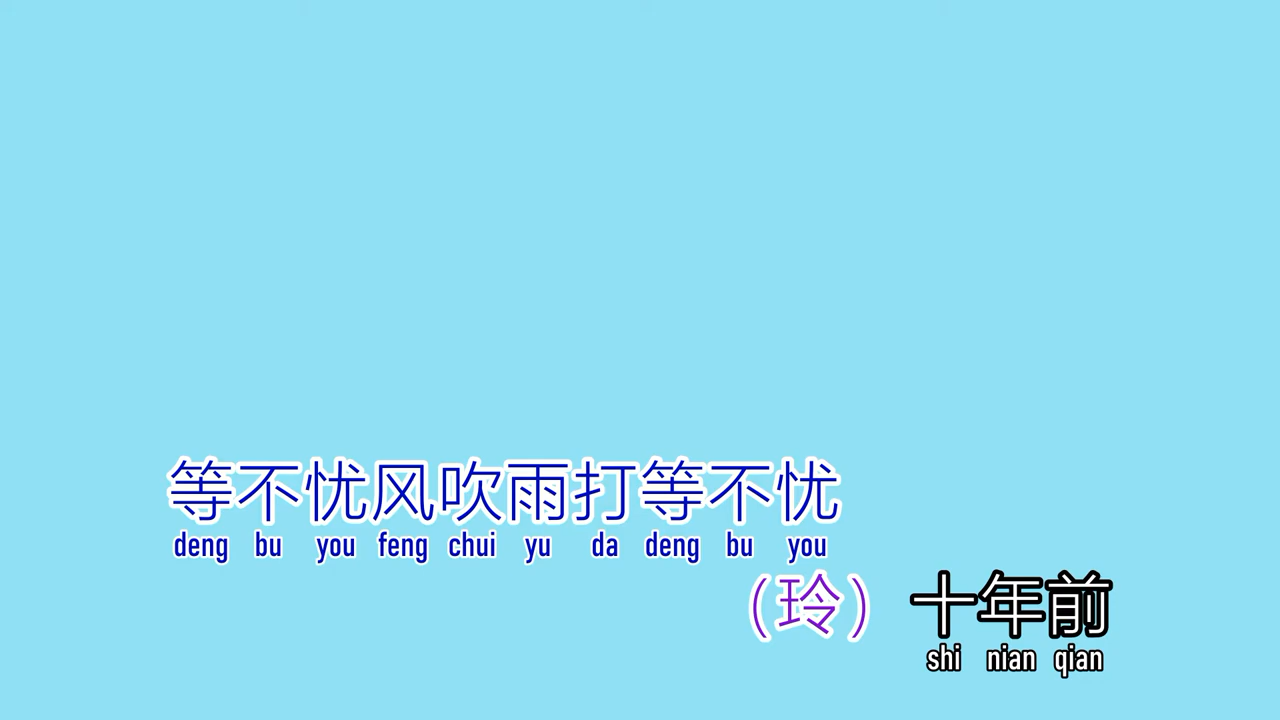 等不忧风吹雨打等不忧
deng bu you feng chui yu da deng bu you
（玲）十年前
shi nian qian